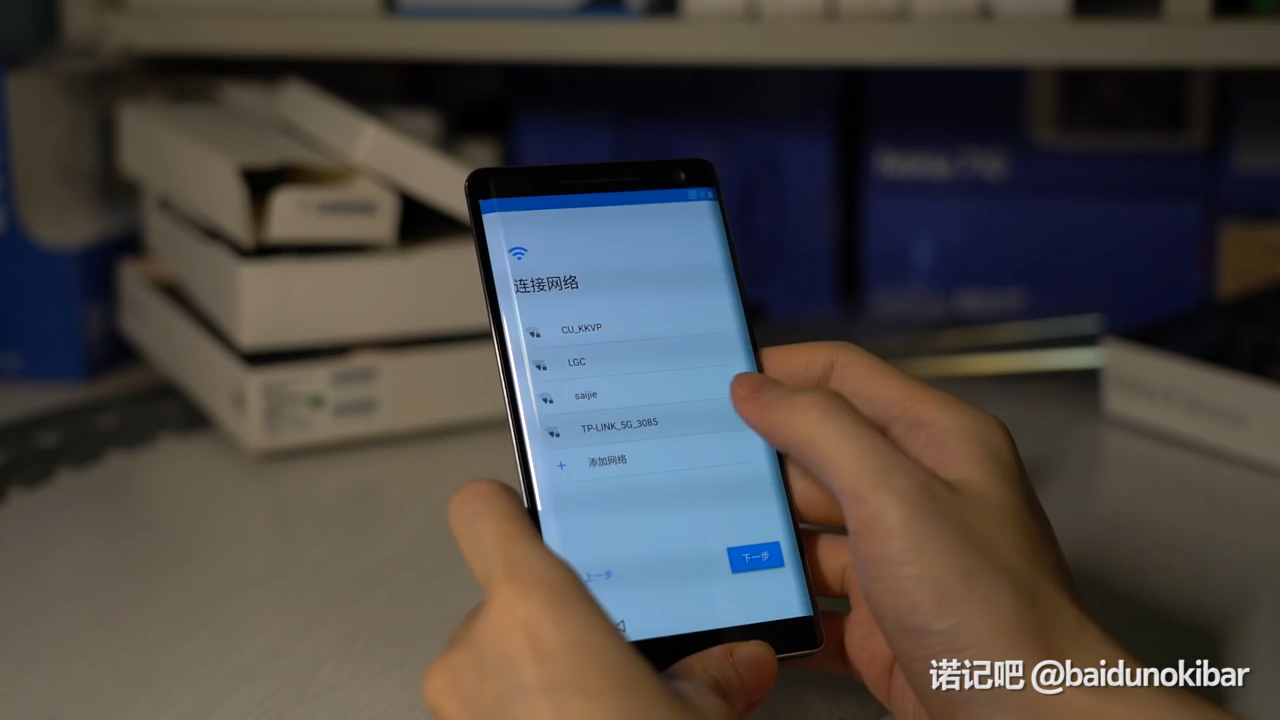 连接网络
CU_KKVP
LGC
saijie
TP-LINK_5G_3085
添加网络
上一步
下一步
诺记吧 @baidunokibar